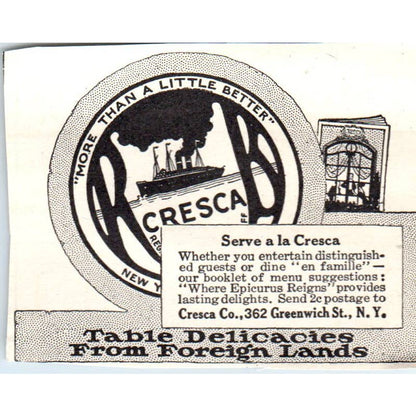 "MORE THAN A LITTLE BETTER"
R
CRESCA
NEW Y
Serve a la Cresca
Whether you entertain distinguish-
ed guests or dine "en famille"—
our booklet of menu suggestions:
"Where Epicurus Reigns" provides
lasting delights. Send 2c postage to
Cresca Co., 362 Greenwich St., N. Y.
Table Delicacies
From Foreign Lands